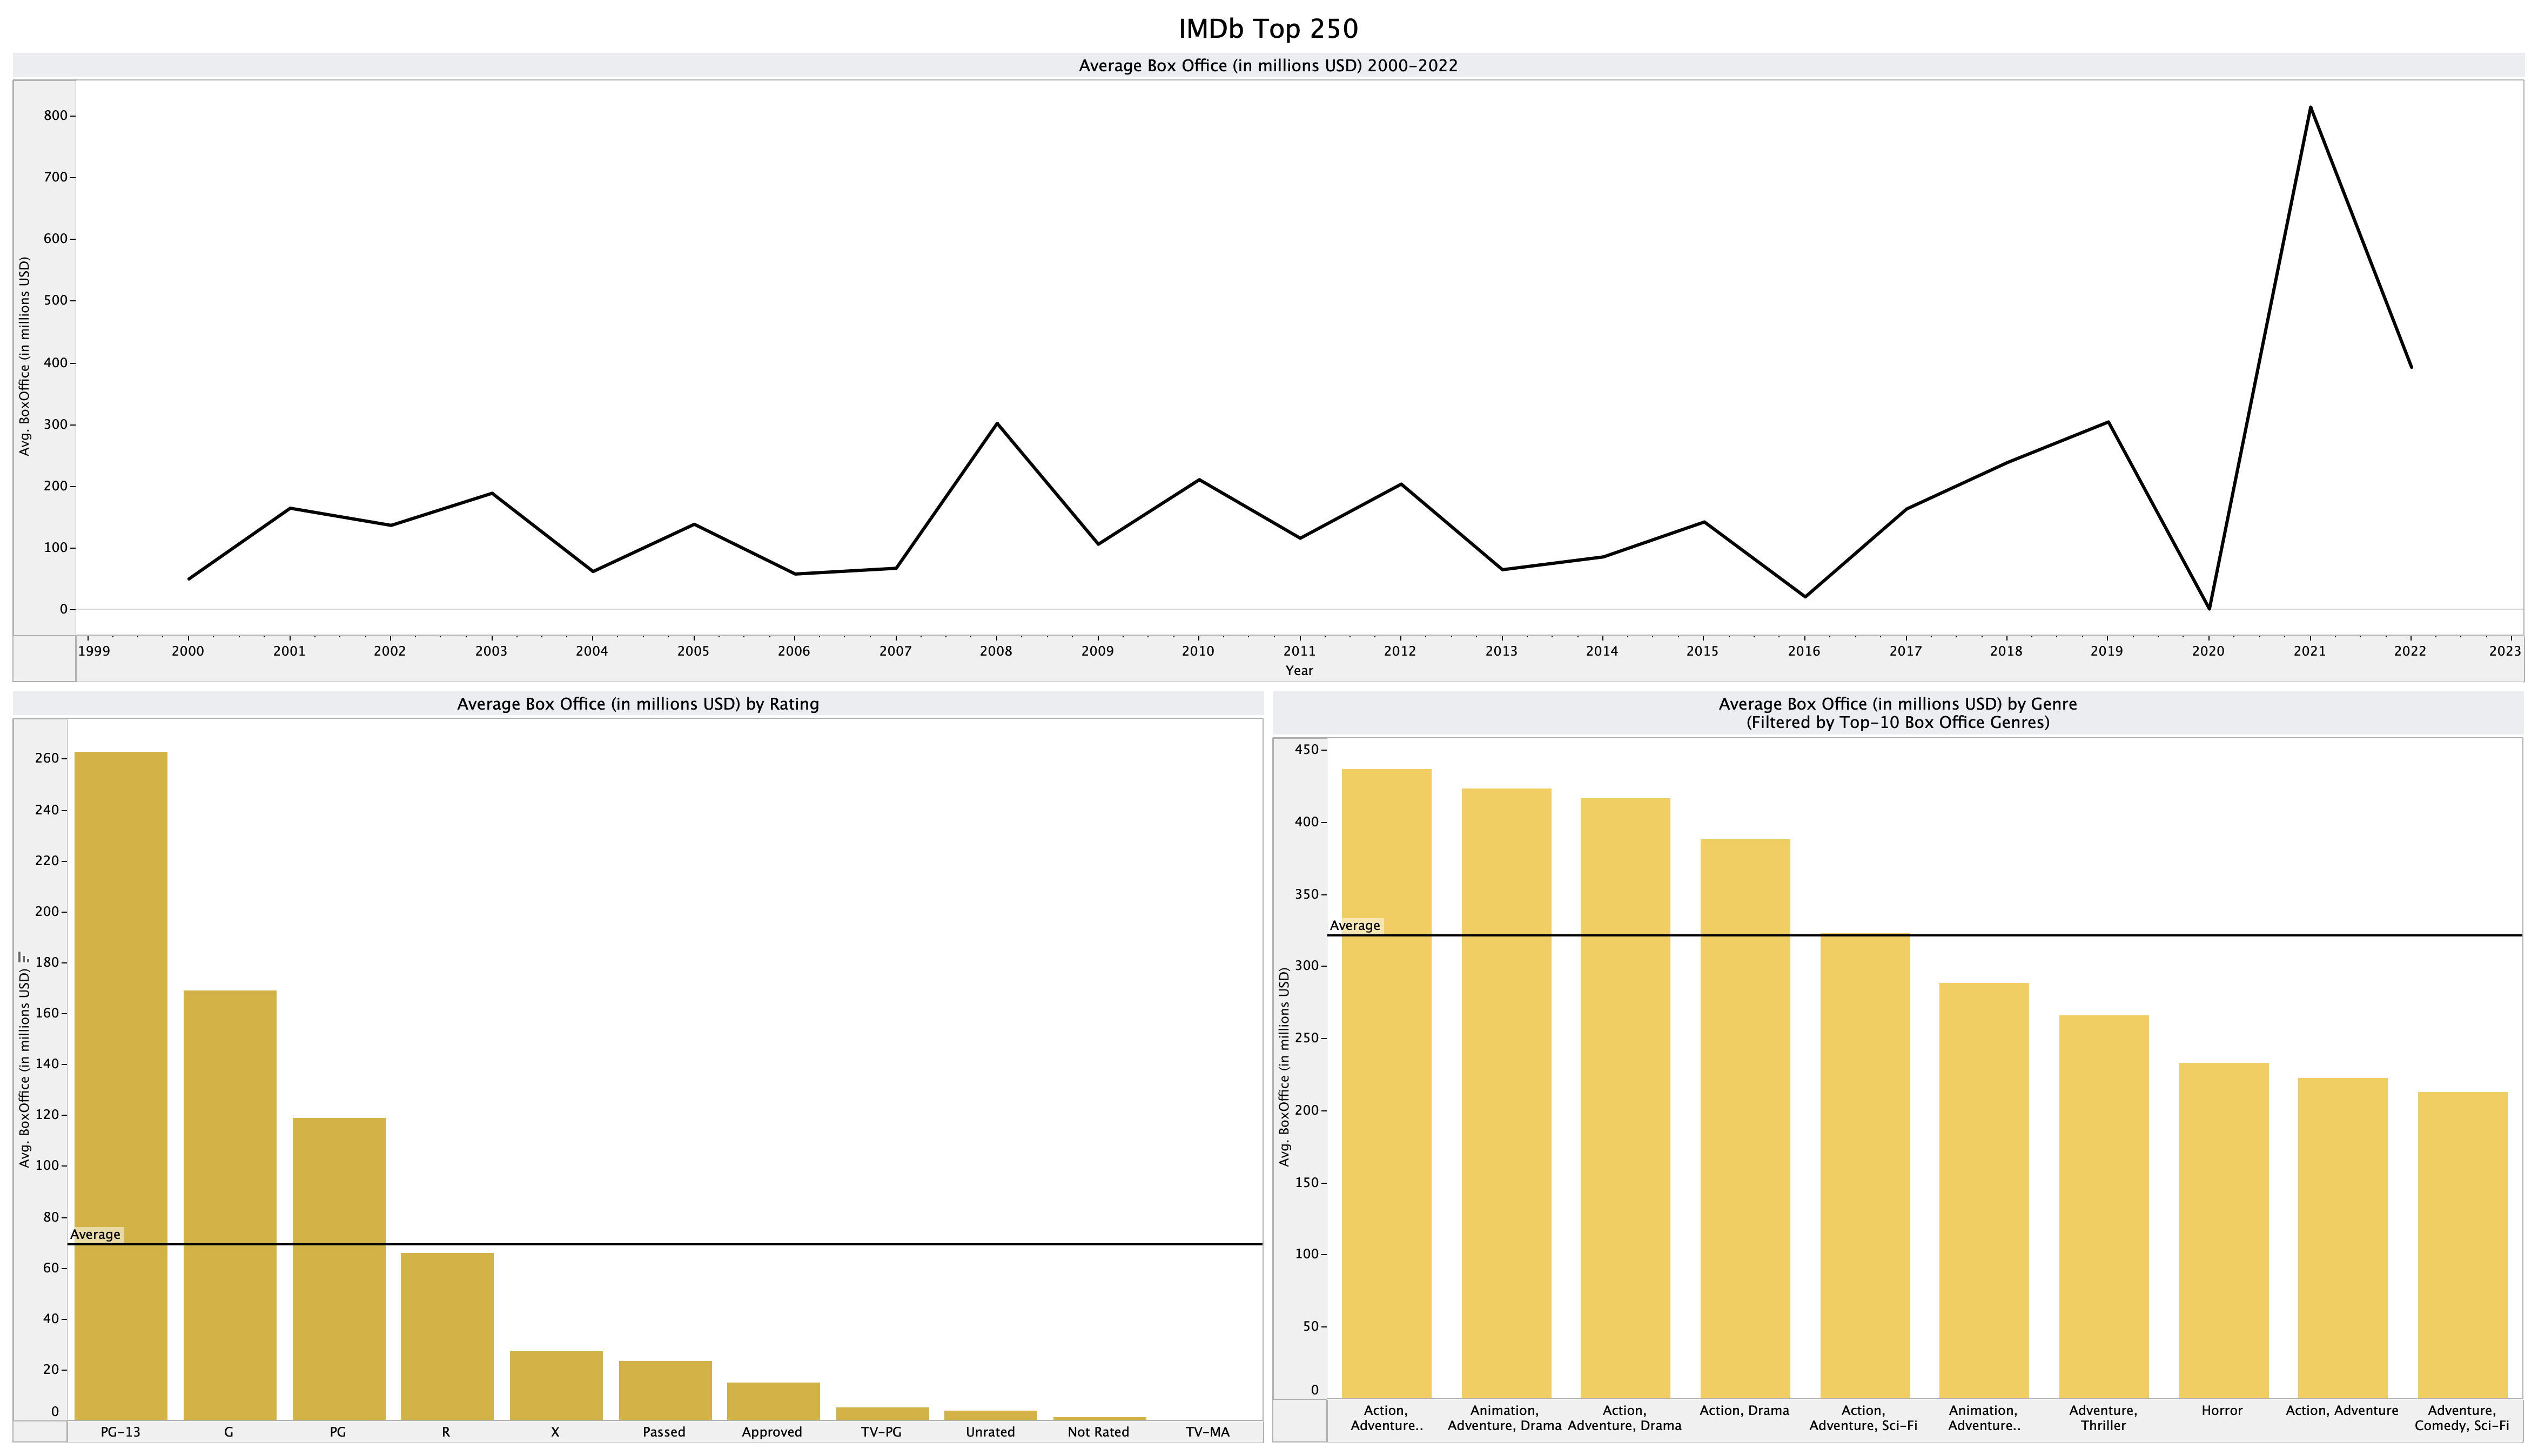 IMDb Top 250
Average Box Office (in millions USD) 2000-2022
Avg. BoxOffice (in millions USD)
800
700
600
500
400
300
200
100
0
1999 2000 2001 2002 2003 2004 2005 2006 2007 2008 2009 2010 2011 2012 2013 2014 2015 2016 2017 2018 2019 2020 2021 2022 2023
Year
Average Box Office (in millions USD) by Rating
Avg. BoxOffice (in millions USD)
260
240
220
200
180
160
140
120
100
80
60
40
20
0
Average
PG-13 G PG R X Passed Approved TV-PG Unrated Not Rated TV-MA
Average Box Office (in millions USD) by Genre
(Filtered by Top-10 Box Office Genres)
Avg. BoxOffice (in millions USD)
450
400
350
300
250
200
150
100
50
0
Average
Action,
Adventure..
Animation,
Adventure, Drama
Action,
Adventure, Drama
Action, Drama
Action,
Adventure, Sci-Fi
Animation,
Adventure..
Adventure,
Thriller
Horror
Action, Adventure
Adventure,
Comedy, Sci-Fi